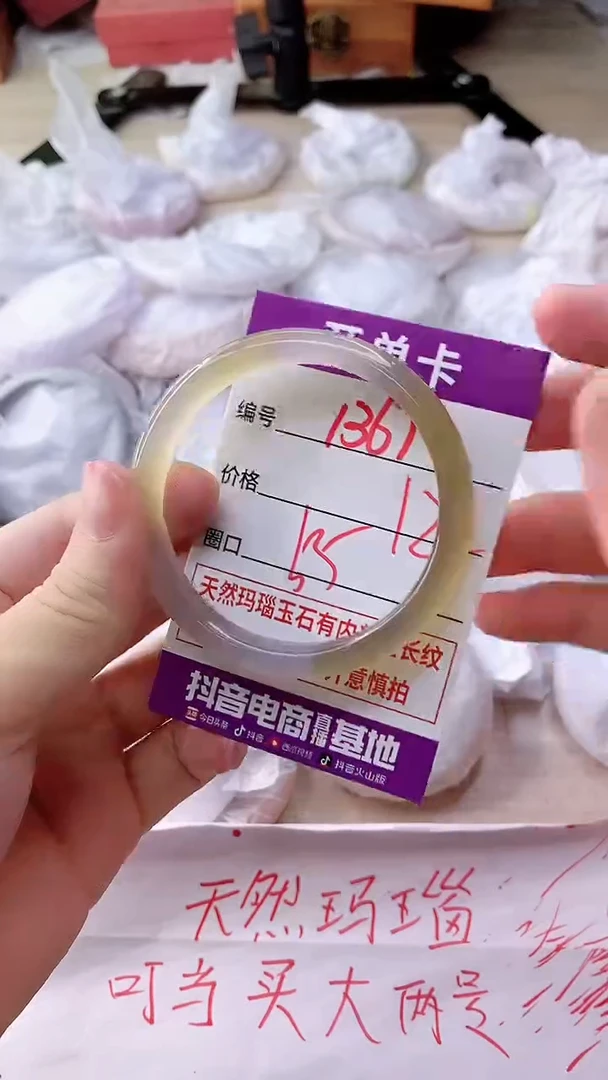 开单卡
编号 1361
价格 12
圈口 55
天然玛瑙玉石有内
长纹
介意慎拍
抖音电商直播基地
今日头条 抖音 西瓜视频 抖音火山版
天然玛瑙
叮当买大两号